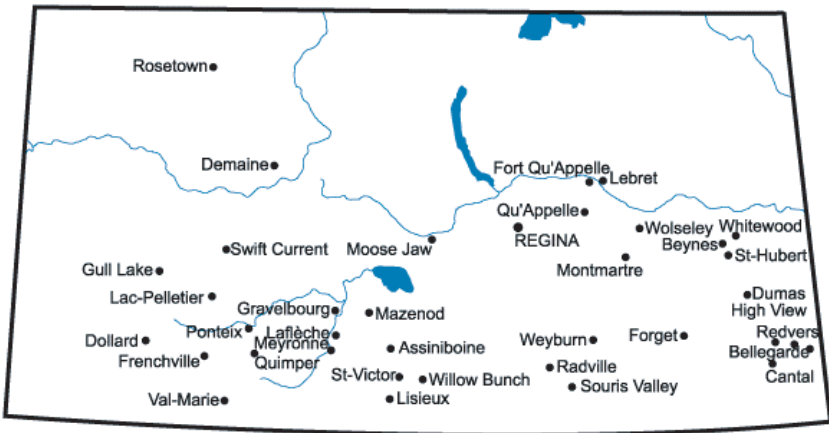 Rosetown
Demaine
Fort Qu'Appelle
Lebret
Qu'Appelle
REGINA
Wolseley
Whitewood
Beynes
St-Hubert
Montmartre
Moose Jaw
Swift Current
Gull Lake
Lac-Pelletier
Gravelbourg
Mazenod
Dumas
High View
Ponteix
Laflèche
Meyronne
Dollard
Frenchville
Quimper
Assiniboine
Weyburn
Forget
Redvers
Bellegarde
Cantal
St-Victor
Willow Bunch
Radville
Souris Valley
Val-Marie
Lisieux